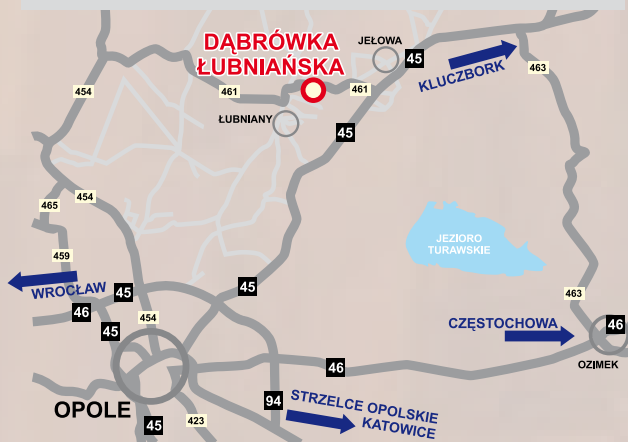 DĄBRÓWKA
ŁUBNIAŃSKA
JEŁOWA
45
KLUCZBORK
463
454
461
461
ŁUBNIANY
45
454
465
JEZIORO
TURAWSKIE
459
WROCŁAW
45
45
46
45
454
463
CZĘSTOCHOWA
46
OZIMEK
46
OPOLE
94
STRZELCE OPOLSKIE
KATOWICE
45
423